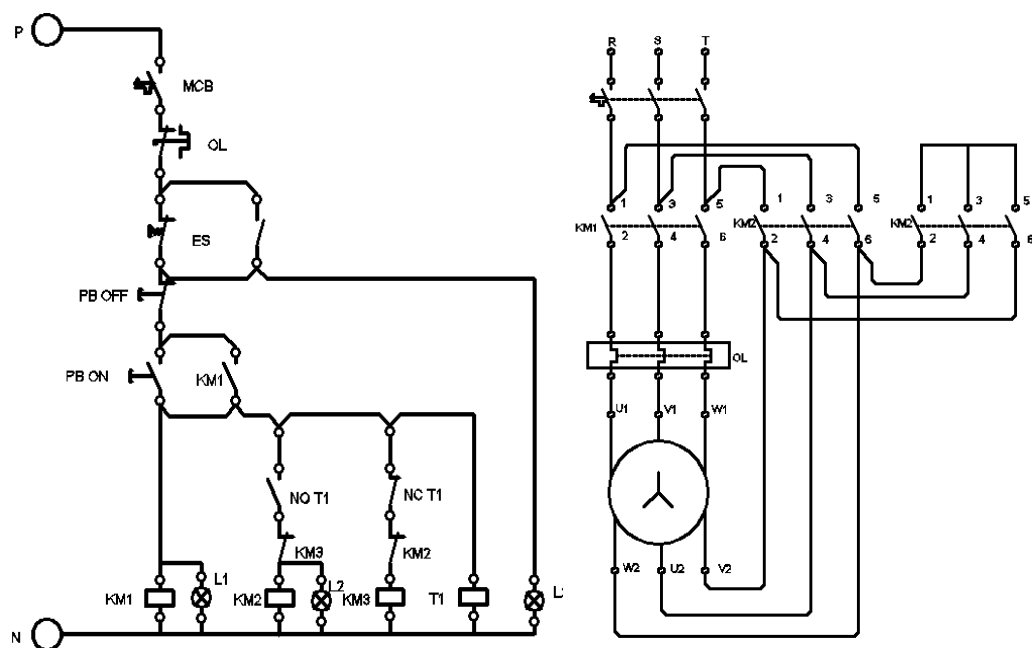 P
MCB
OL
ES
PB OFF
PB ON
KM1
NO T1
NC T1
KM3
KM2
L1
L2
KM1
KM2
KM3
T1
N
R S T
1 3 5 1 3 5 1 3 5
KM1 KM2 KM2
2 4 6 2 4 6 2 4 6
OL
U1 V1 W1
W2 U2 V2